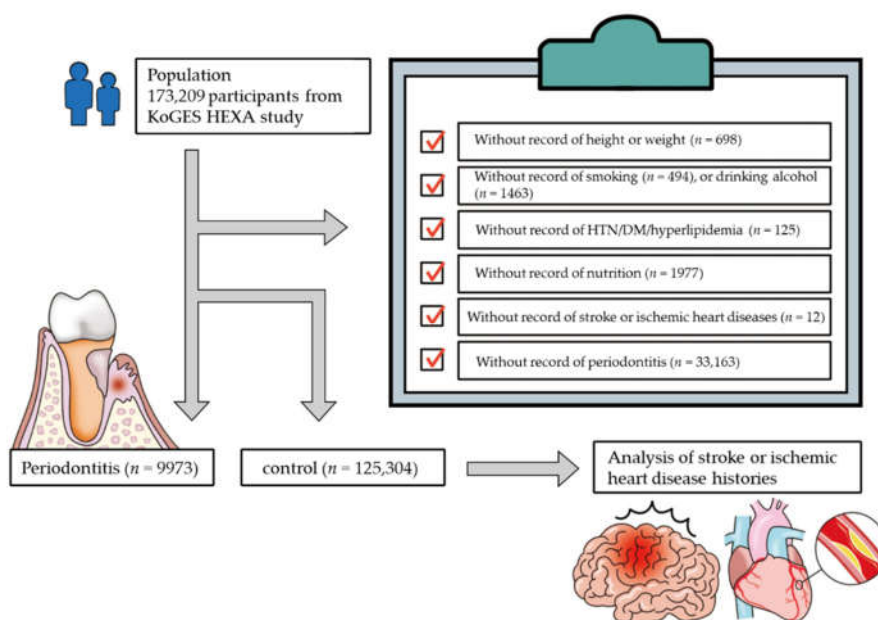 Population
173,209 participants from
KoGES HEXA study
Without record of height or weight (n = 698)
Without record of smoking (n = 494), or drinking alcohol
(n = 1463)
Without record of HTN/DM/hyperlipidemia (n = 125)
Without record of nutrition (n = 1977)
Without record of stroke or ischemic heart diseases (n = 12)
Without record of periodontitis (n = 33,163)
Periodontitis (n = 9973)
control (n = 125,304)
Analysis of stroke or ischemic
heart disease histories